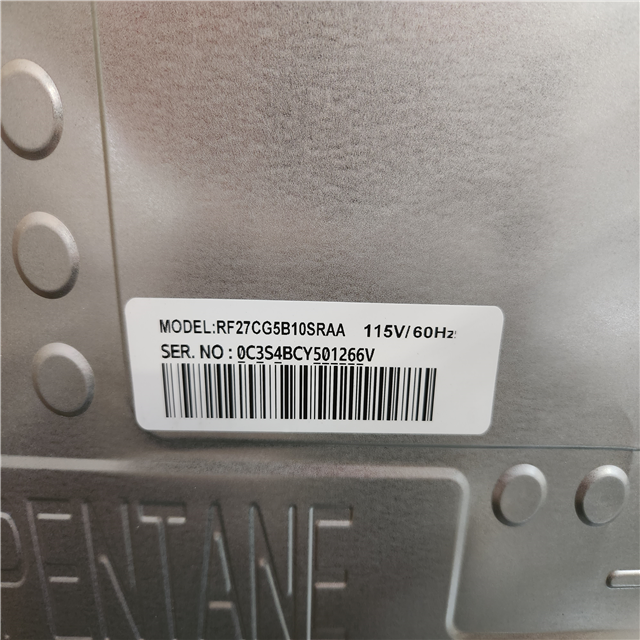 MODEL:RF27CG5B10SRAA 115V/60Hz
SER. NO : 0C3S4BCY501266V
PENTANE